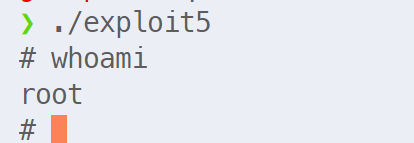 ❯ ./exploit5
# whoami
root
#